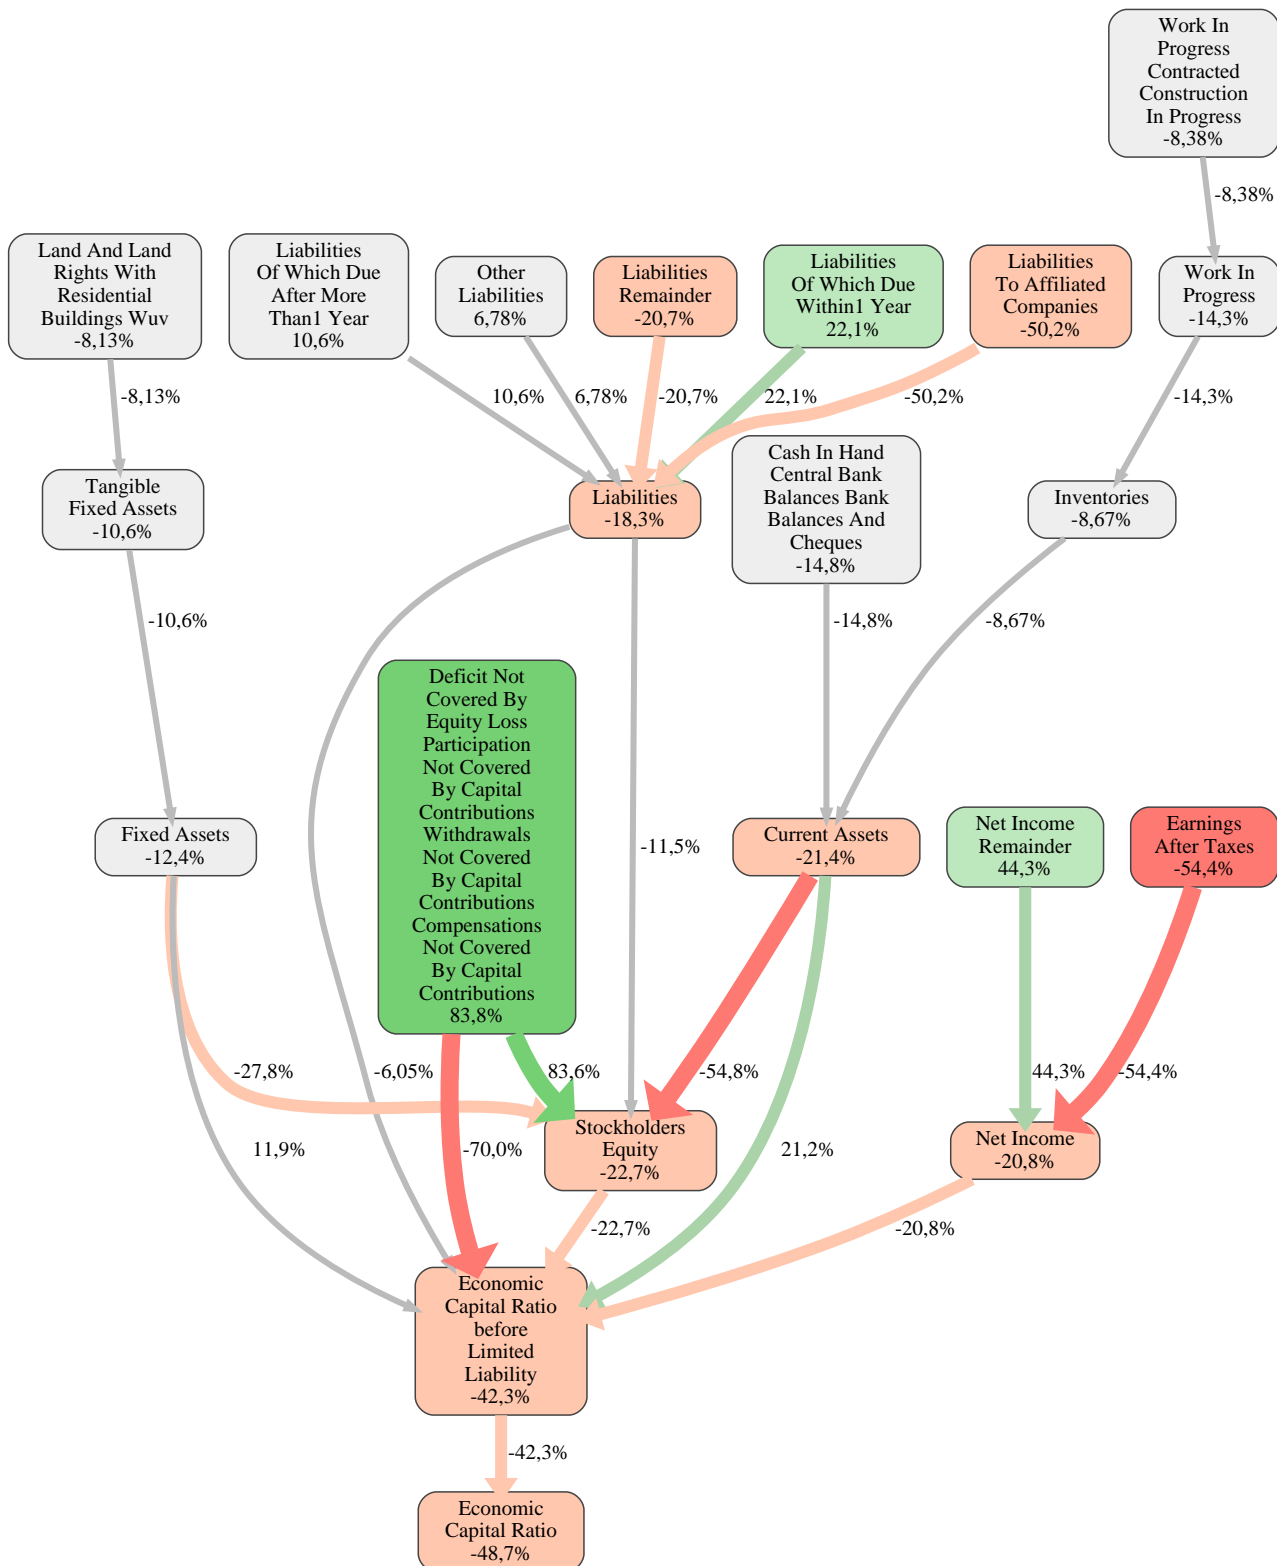 Work In
Progress
Contracted
Construction
In Progress
-8,38%
-8,38%
Land And Land
Rights With
Residential
Buildings Wuv
-8,13%
Liabilities
Of Which Due
After More
Than1 Year
10,6%
Other
Liabilities
6,78%
Liabilities
Remainder
-20,7%
Liabilities
Of Which Due
Within1 Year
22,1%
Liabilities
To Affiliated
Companies
-50,2%
Work In
Progress
-14,3%
-8,13%
10,6%
6,78%
-20,7%
22,1%
-50,2%
-14,3%
Tangible
Fixed Assets
-10,6%
Liabilities
-18,3%
Cash In Hand
Central Bank
Balances Bank
Balances And
Cheques
-14,8%
Inventories
-8,67%
-10,6%
-14,8%
-8,67%
Deficit Not
Covered By
Equity Loss
Participation
Not Covered
By Capital
Contributions
Withdrawals
Not Covered
By Capital
Contributions
Compensations
Not Covered
By Capital
Contributions
83,8%
Fixed Assets
-12,4%
-11,5%
Current Assets
-21,4%
Net Income
Remainder
44,3%
Earnings
After Taxes
-54,4%
-27,8%
-6,05%
83,6%
-54,8%
44,3%
-54,4%
11,9%
-70,0%
Stockholders
Equity
-22,7%
21,2%
Net Income
-20,8%
-22,7%
-20,8%
Economic
Capital Ratio
before
Limited
Liability
-42,3%
-42,3%
Economic
Capital Ratio
-48,7%